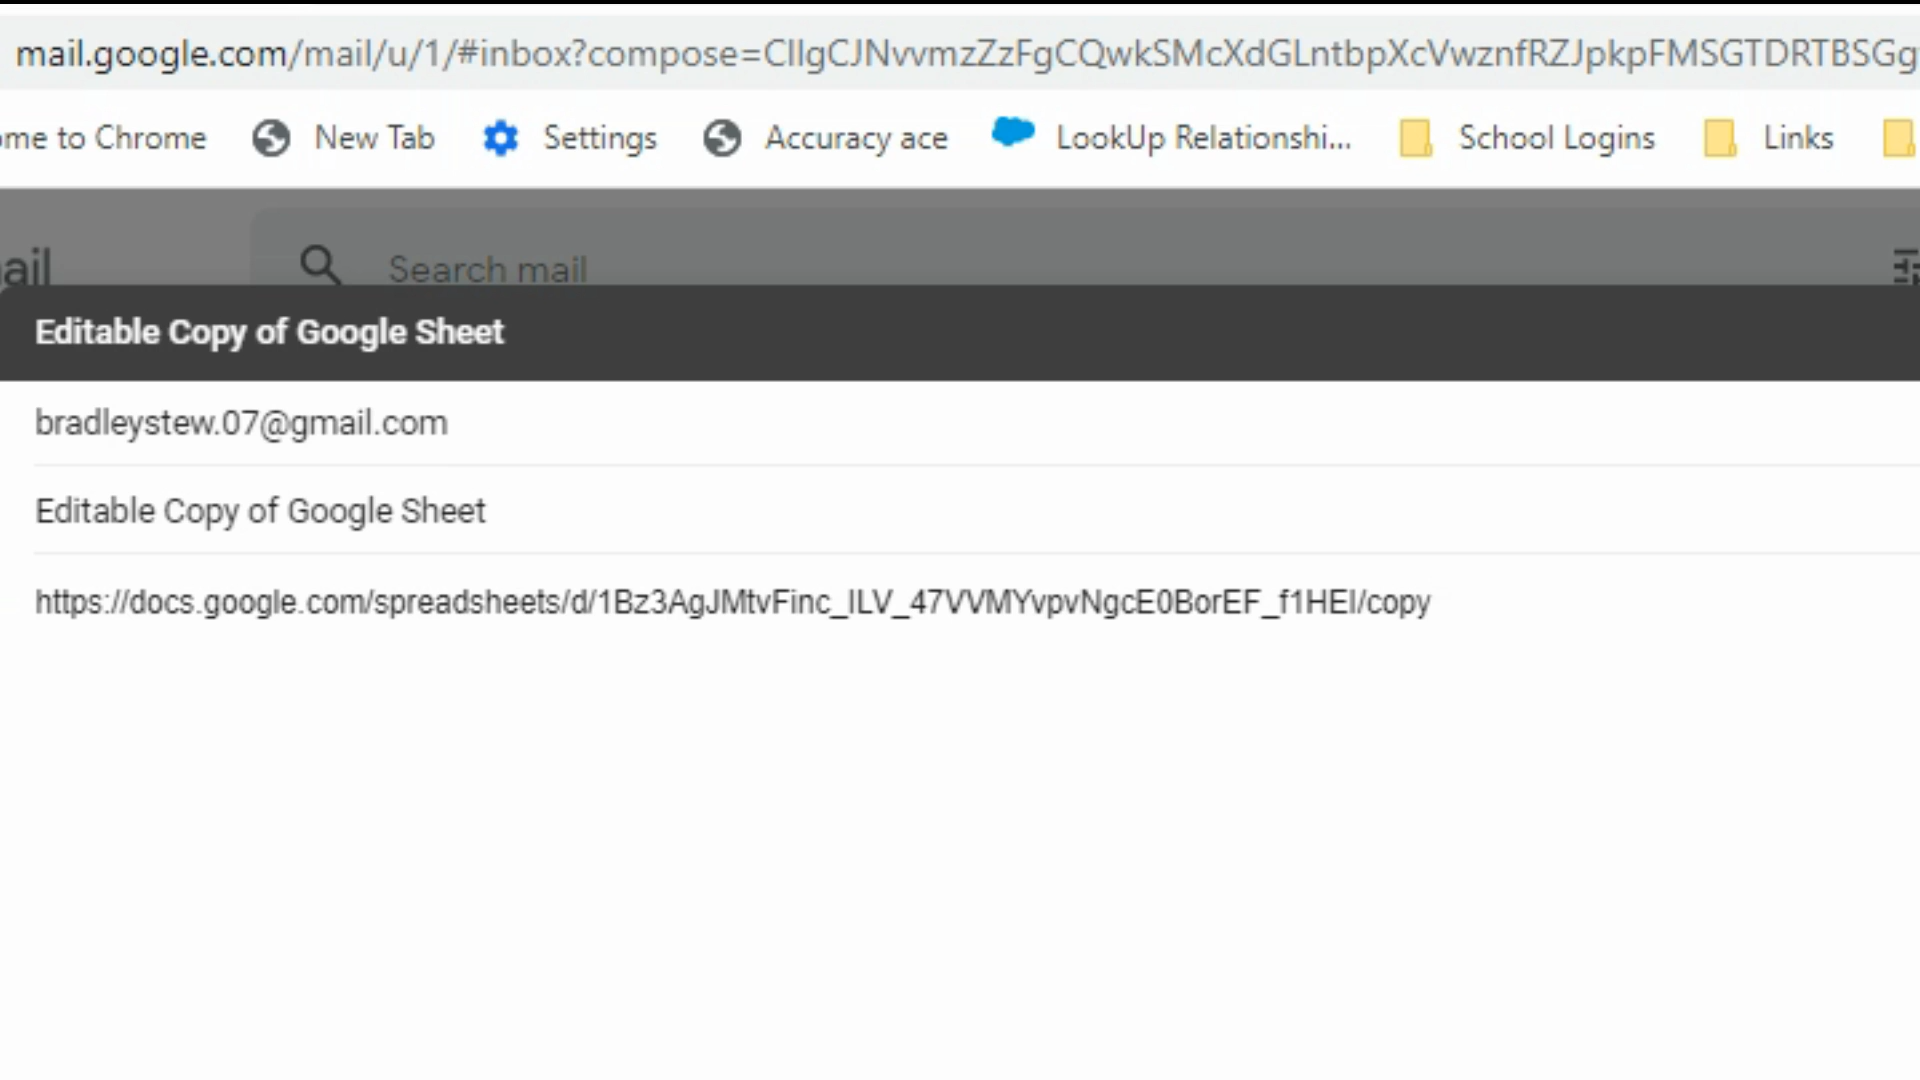 mail.google.com/mail/u/1/#inbox?compose=CllgCJNvvmzZzFgCQwkSMcXdGLntbpXcVwznfRZJpkpFMSGTDRTBSGg
ome to Chrome New Tab Settings Accuracy ace LookUp Relationshi... School Logins Links
ail Search mail
Editable Copy of Google Sheet
bradleystew.07@gmail.com
Editable Copy of Google Sheet
https://docs.google.com/spreadsheets/d/1Bz3AgJMtvFinc_ILV_47VVMYvpvNgcE0BorEF_f1HEI/copy